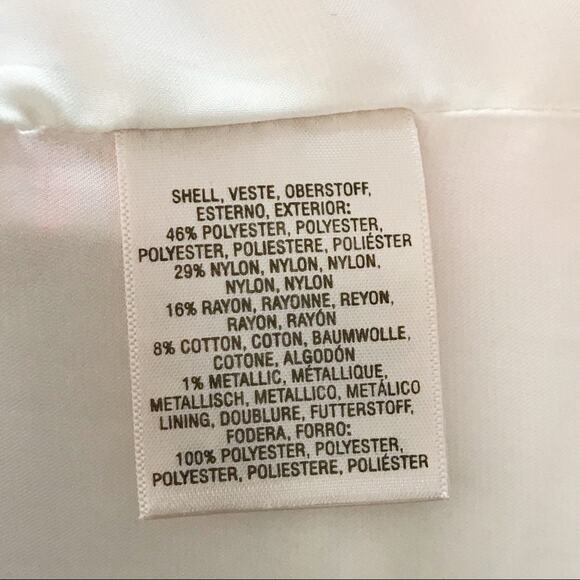 SHELL, VESTE, OBERSTOFF,
ESTERNO, EXTERIOR:
46% POLYESTER, POLYESTER,
POLYESTER, POLIESTERE, POLIÉSTER
29% NYLON, NYLON, NYLON,
NYLON, NYLON
16% RAYON, RAYONNE, REYON,
RAYON, RAYÓN
8% COTTON, COTON, BAUMWOLLE,
COTONE, ALGODÓN
1% METALLIC, MÉTALLIQUE,
METALLISCH, METALLICO, METÁLICO
LINING, DOUBLURE, FUTTERSTOFF,
FODERA, FORRO:
100% POLYESTER, POLYESTER,
POLYESTER, POLIESTERE, POLIÉSTER